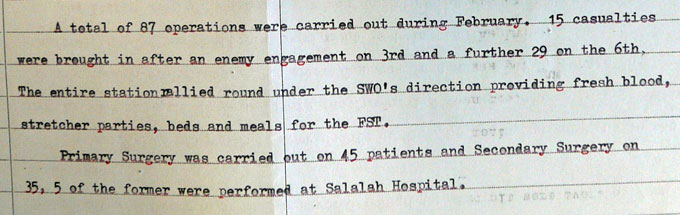 A total of 87 operations were carried out during February. 15 casualties
were brought in after an enemy engagement on 3rd and a further 29 on the 6th,
The entire station rallied round under the SWO's direction providing fresh blood,
stretcher parties, beds and meals for the FST.
Primary Surgery was carried out on 45 patients and Secondary Surgery on
35, 5 of the former were performed at Salalah Hospital.